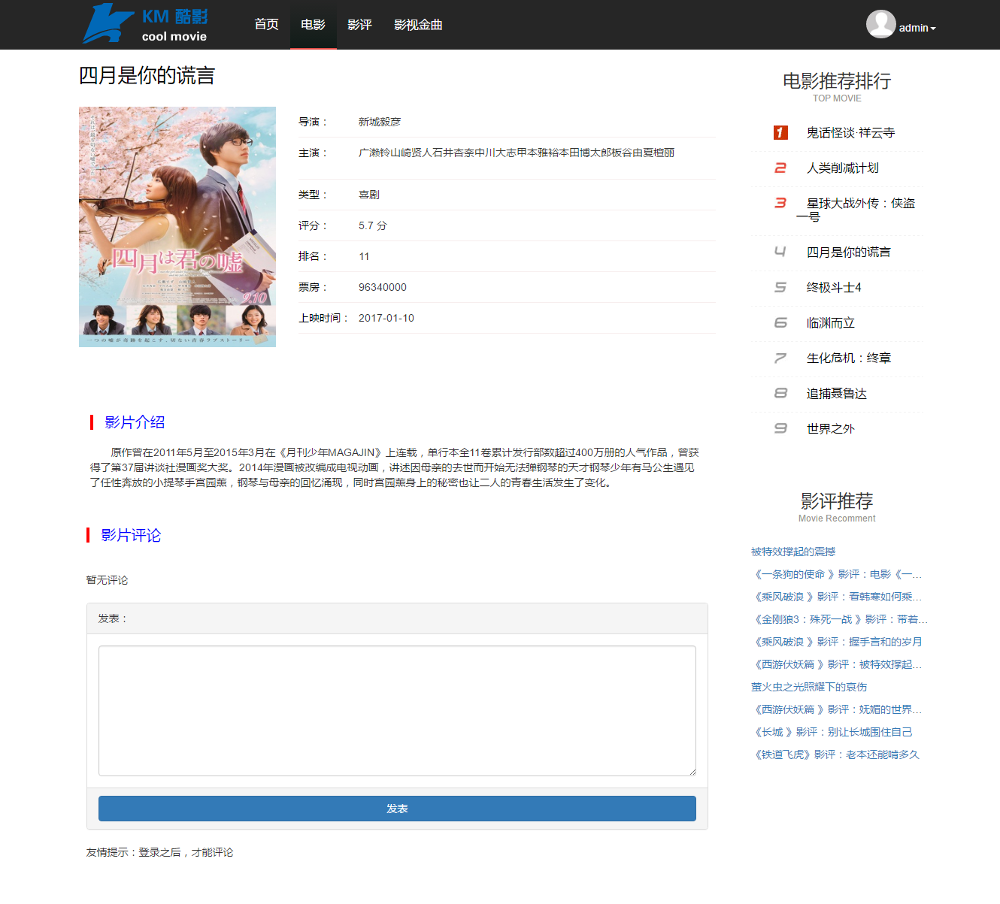 KM 酷影
cool movie
首页 电影 影评 影视金曲
admin
四月是你的谎言
四月は君の嘘
9.10
一つの嘘が奇跡を起こす、切ない青春ラブストーリー
导演： 新城毅彦
主演： 广濑铃山崎贤人石井杏奈中川大志甲本雅裕本田博太郎板谷由夏檀丽
类型： 喜剧
评分： 5.7 分
排名： 11
票房： 96340000
上映时间： 2017-01-10
影片介绍
原作曾在2011年5月至2015年3月在《月刊少年MAGAJIN》上连载，单行本全11卷累计发行部数超过400万册的人气作品，曾获
得了第37届讲谈社漫画奖大奖。2014年漫画被改编成电视动画，讲述因母亲的去世而开始无法弹钢琴的天才钢琴少年有马公生遇见
了任性奔放的小提琴手宫园薰，钢琴与母亲的回忆涌现，同时宫园薰身上的秘密也让二人的青春生活发生了变化。
影片评论
暂无评论
发表：
发表
友情提示：登录之后，才能评论
电影推荐排行
TOP MOVIE
1 鬼话怪谈·祥云寺
2 人类削减计划
3 星球大战外传：侠盗
一号
4 四月是你的谎言
5 终极斗士4
6 临渊而立
7 生化危机：终章
8 追捕聂鲁达
9 世界之外
影评推荐
Movie Recomment
被特效撑起的震撼
《一条狗的使命 》影评：电影《一...
《乘风破浪 》影评：看韩寒如何乘...
《金刚狼3：殊死一战 》影评：带着...
《乘风破浪 》影评：握手言和的岁月
《西游伏妖篇 》影评：被特效撑起...
萤火虫之光照耀下的哀伤
《西游伏妖篇 》影评：妩媚的世界...
《长城 》影评：别让长城围住自己
《铁道飞虎》影评：老本还能啃多久